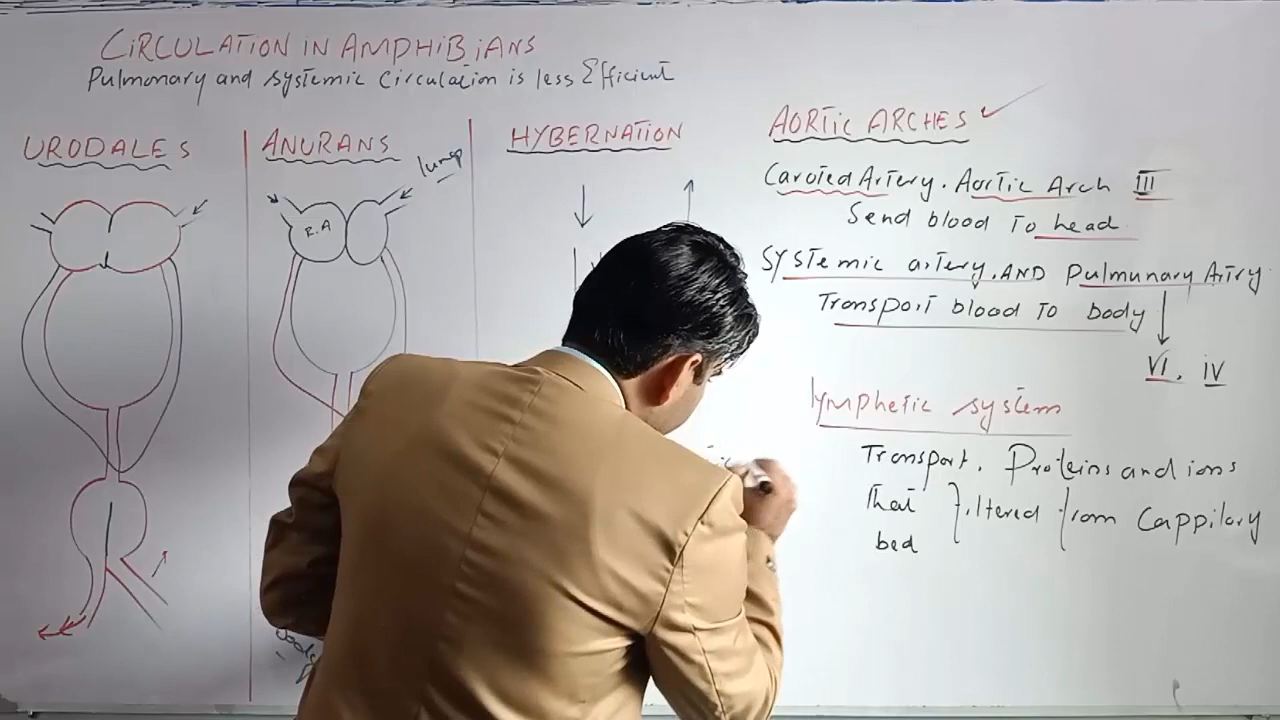 CIRCULATION IN AMPHIBIANS
Pulmonary and systemic Circulation is less Efficient
URODALES
ANURANS
lump
R.A
HYBERNATION
AORTIC ARCHES
Caroted Artery. Aortic Arch III
Send blood To head
Systemic artery. AND Pulmunary Artry
Transport blood To body
VI, IV
lymphetic system
Transport. Proteins and ions
that filtered from Cappilory
bed